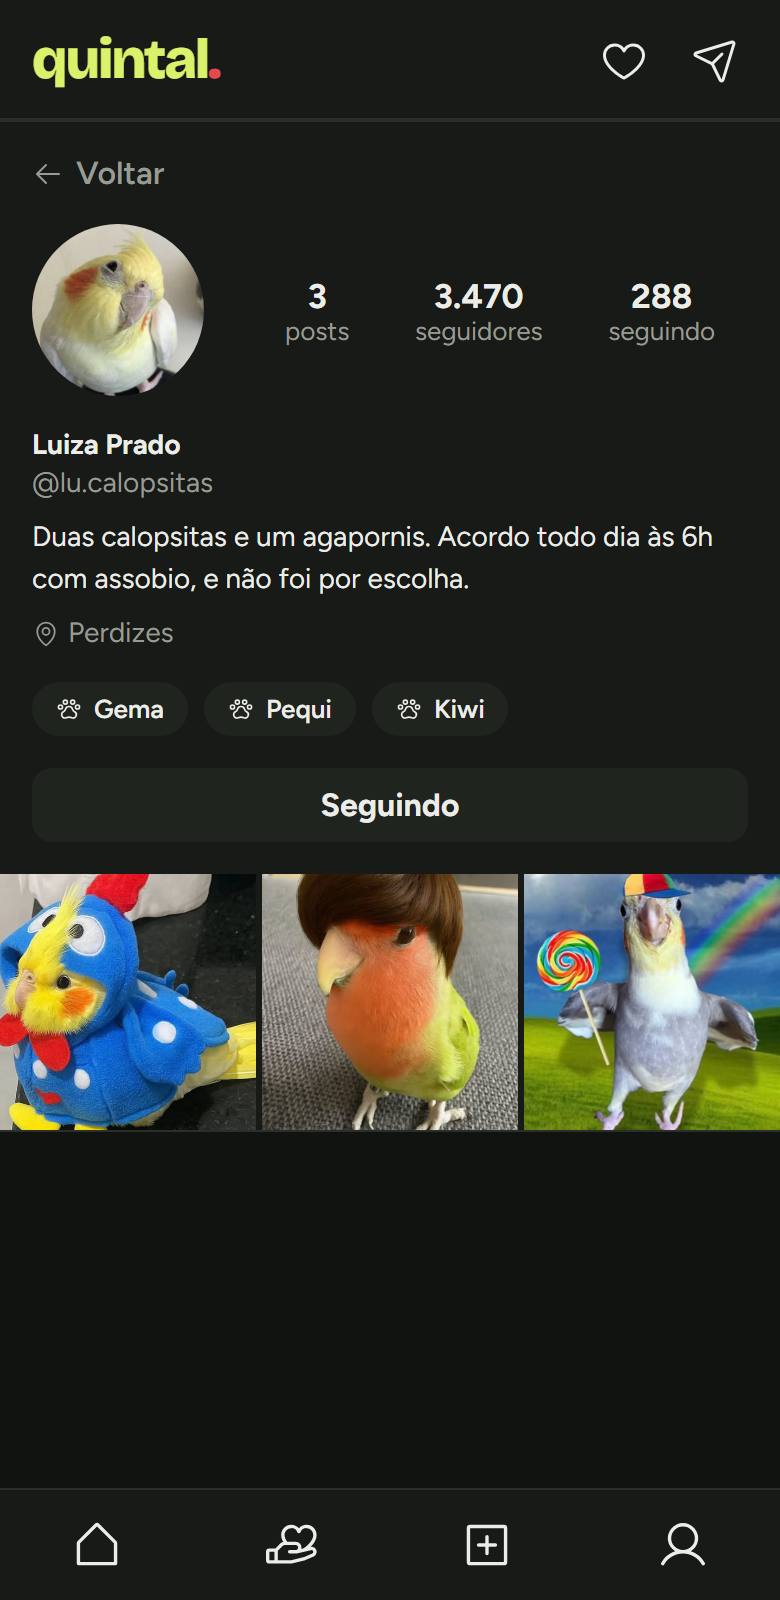 quintal.
Voltar
3
posts
3.470
seguidores
288
seguindo
Luiza Prado
@lu.calopsitas
Duas calopsitas e um agapornis. Acordo todo dia às 6h
com assobio, e não foi por escolha.
Perdizes
Gema
Pequi
Kiwi
Seguindo